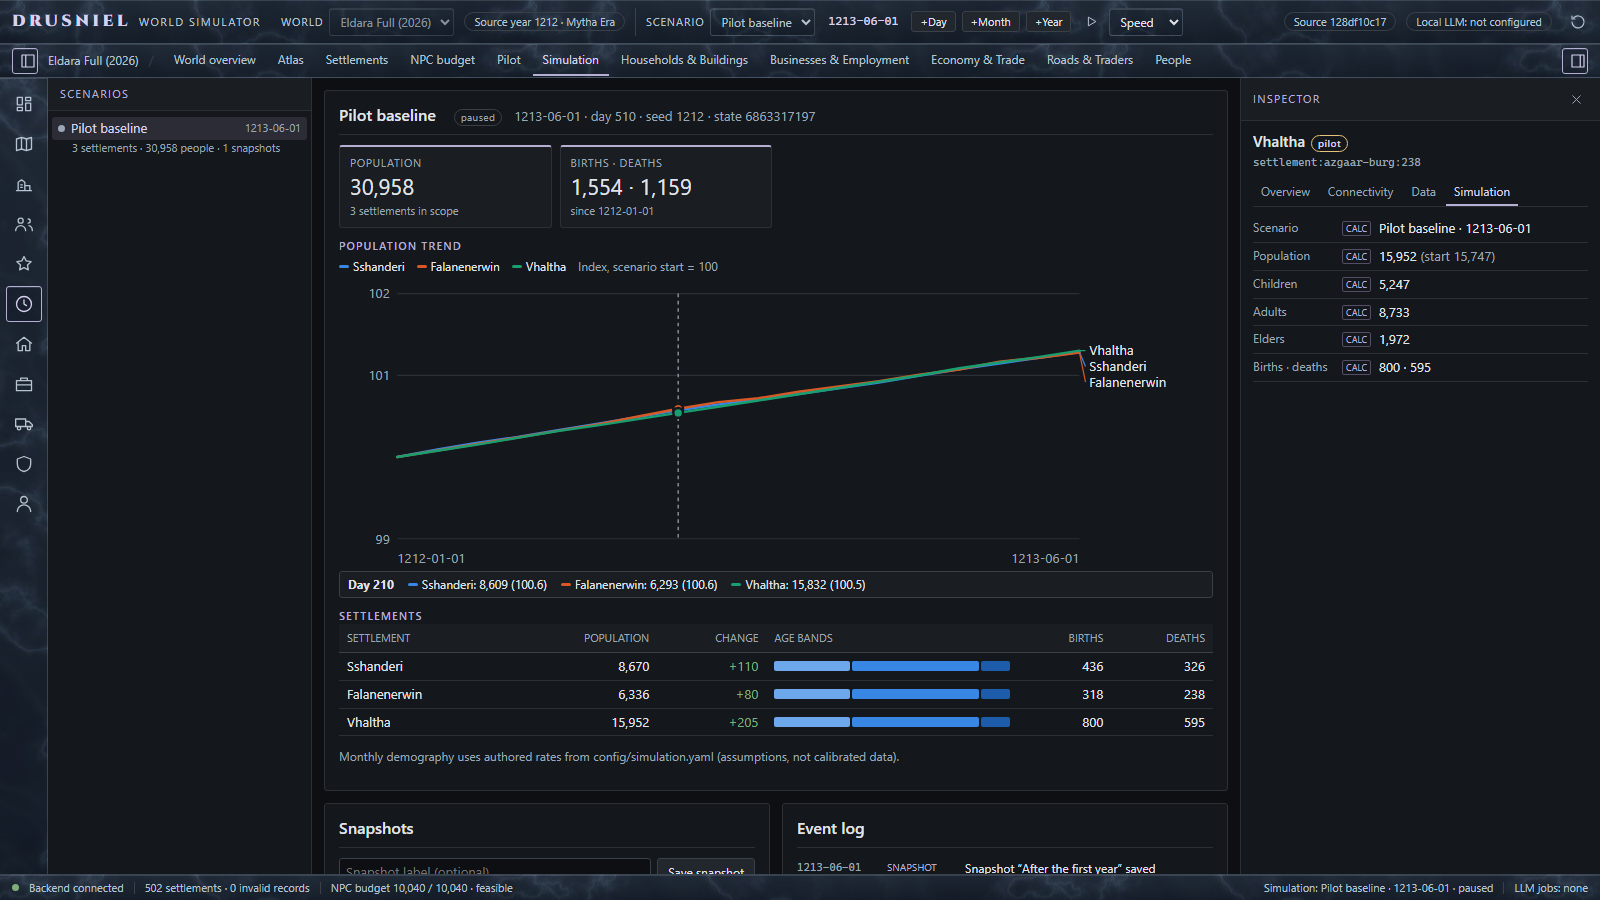 DRUSNIEL WORLD SIMULATOR WORLD Eldara Full (2026) Source year 1212 · Mytha Era SCENARIO Pilot baseline 1213-06-01 +Day +Month +Year Speed Source 128df10c17 Local LLM: not configured
Eldara Full (2026) / World overview Atlas Settlements NPC budget Pilot Simulation Households & Buildings Businesses & Employment Economy & Trade Roads & Traders People
SCENARIOS
Pilot baseline 1213-06-01
3 settlements · 30,958 people · 1 snapshots
Pilot baseline paused 1213-06-01 · day 510 · seed 1212 · state 6863317197
POPULATION
30,958
3 settlements in scope
BIRTHS · DEATHS
1,554 · 1,159
since 1212-01-01
POPULATION TREND
Sshanderi Falanenerwin Vhaltha Index, scenario start = 100
102
101
99
Vhaltha
Sshanderi
Falanenerwin
1212-01-01 1213-06-01
Day 210 Sshanderi: 8,609 (100.6) Falanenerwin: 6,293 (100.6) Vhaltha: 15,832 (100.5)
SETTLEMENTS
SETTLEMENT POPULATION CHANGE AGE BANDS BIRTHS DEATHS
Sshanderi 8,670 +110 436 326
Falanenerwin 6,336 +80 318 238
Vhaltha 15,952 +205 800 595
Monthly demography uses authored rates from config/simulation.yaml (assumptions, not calibrated data).
Snapshots
Snapshot label (optional) Save snapshot
Event log
1213-06-01 SNAPSHOT Snapshot “After the first year” saved
INSPECTOR
Vhaltha pilot
settlement:azgaar-burg:238
Overview Connectivity Data Simulation
Scenario CALC Pilot baseline · 1213-06-01
Population CALC 15,952 (start 15,747)
Children CALC 5,247
Adults CALC 8,733
Elders CALC 1,972
Births · deaths CALC 800 · 595
Backend connected 502 settlements · 0 invalid records NPC budget 10,040 / 10,040 · feasible Simulation: Pilot baseline · 1213-06-01 · paused LLM jobs: none